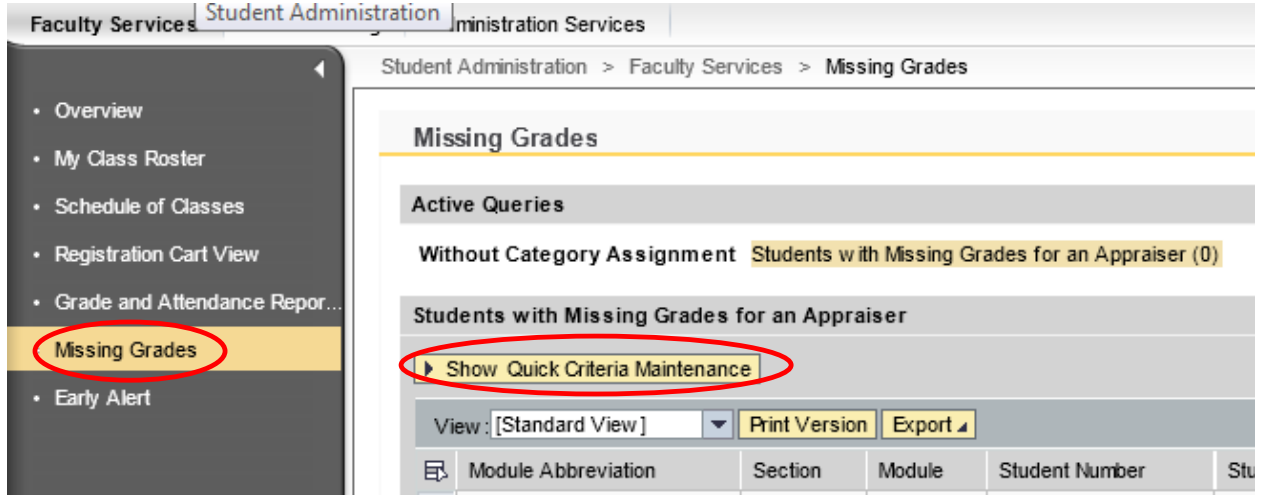 Student Administration
Faculty Services
ministration Services
Student Administration > Faculty Services > Missing Grades
• Overview
• My Class Roster
• Schedule of Classes
• Registration Cart View
• Grade and Attendance Repor...
Missing Grades
• Early Alert
Missing Grades
Active Queries
Without Category Assignment Students with Missing Grades for an Appraiser (0)
Students with Missing Grades for an Appraiser
Show Quick Criteria Maintenance
View: [Standard View] Print Version Export
Module Abbreviation Section Module Student Number Stu